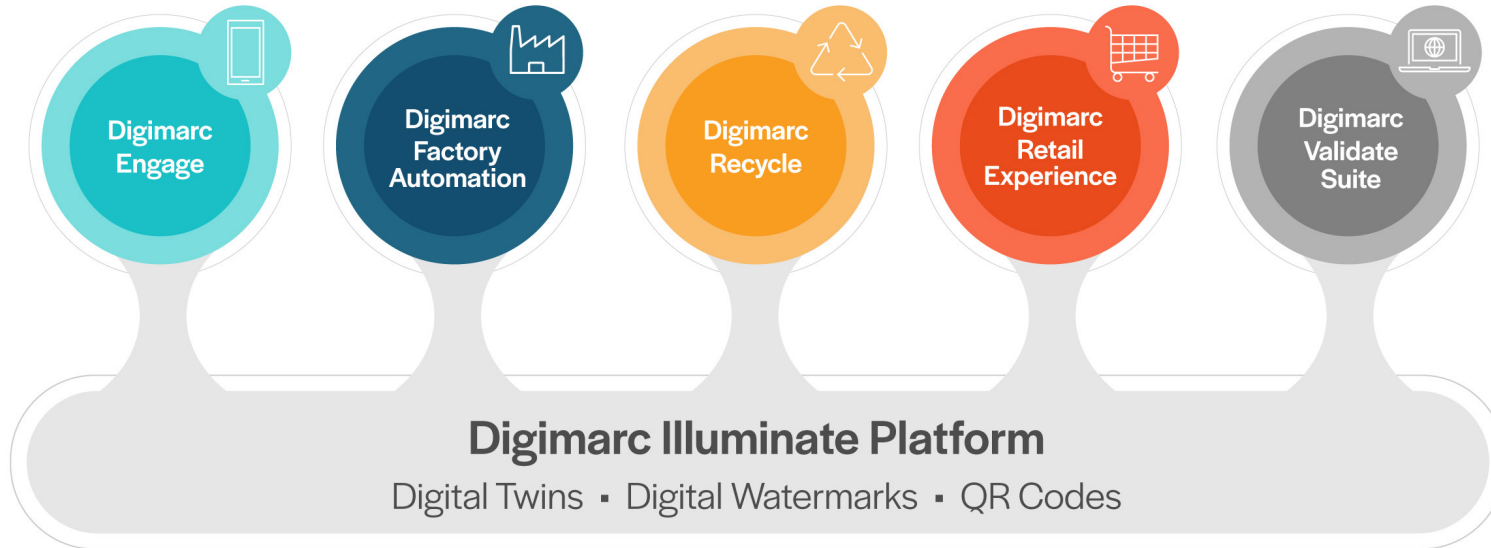 Digimarc
Engage
Digimarc
Factory
Automation
Digimarc
Recycle
Digimarc
Retail
Experience
Digimarc
Validate
Suite
Digimarc Illuminate Platform
Digital Twins ▪ Digital Watermarks ▪ QR Codes